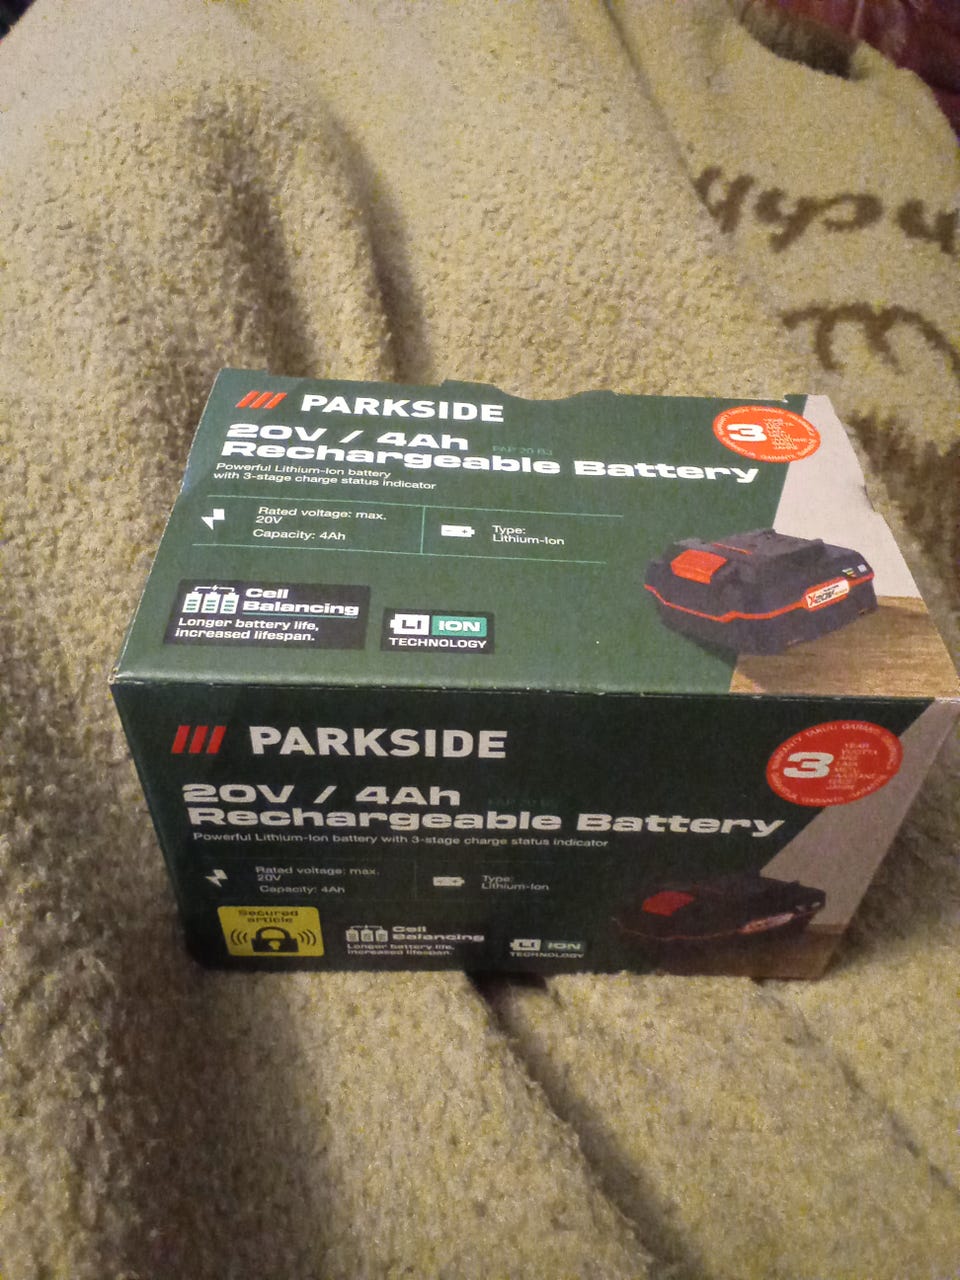 PARKSIDE
20V / 4Ah
Rechargeable Battery
Powerful Lithium-Ion battery
with 3-stage charge status indicator
Rated voltage: max.
20V
Capacity: 4Ah
Type:
Lithium-Ion
Cell
Balancing
Longer battery life,
increased lifespan.
LI ION
TECHNOLOGY
3
X20V
PARKSIDE
20V / 4Ah
Rechargeable Battery
Powerful Lithium-Ion battery with 3-stage charge status indicator
Rated voltage: max.
20V
Capacity: 4Ah
Type:
Lithium-Ion
Secured
article
Cell
Balancing
Longer battery life,
increased lifespan.
LI ION
TECHNOLOGY
3
YEAR